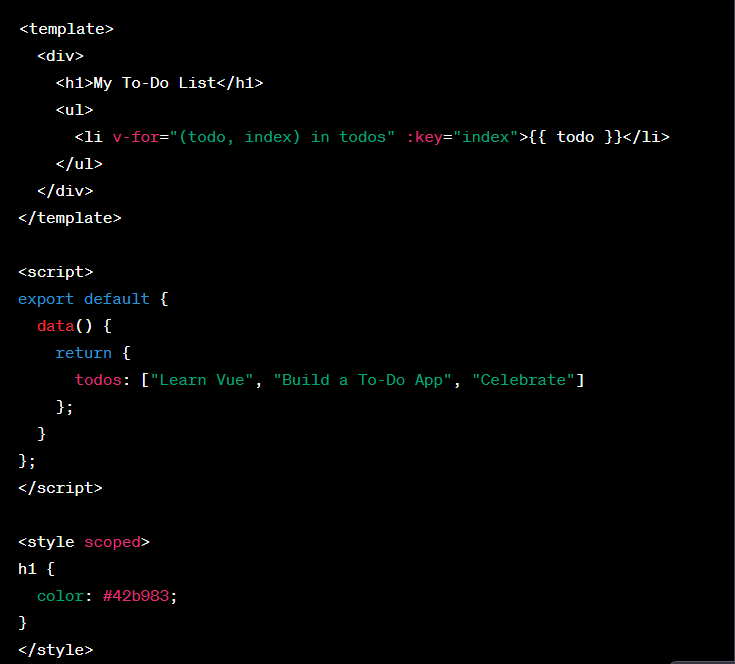 <template>
  <div>
    <h1>My To-Do List</h1>
    <ul>
      <li v-for="(todo, index) in todos" :key="index">{{ todo }}</li>
    </ul>
  </div>
</template>

<script>
export default {
  data() {
    return {
      todos: ["Learn Vue", "Build a To-Do App", "Celebrate"]
    };
  }
};
</script>

<style scoped>
h1 {
  color: #42b983;
}
</style>